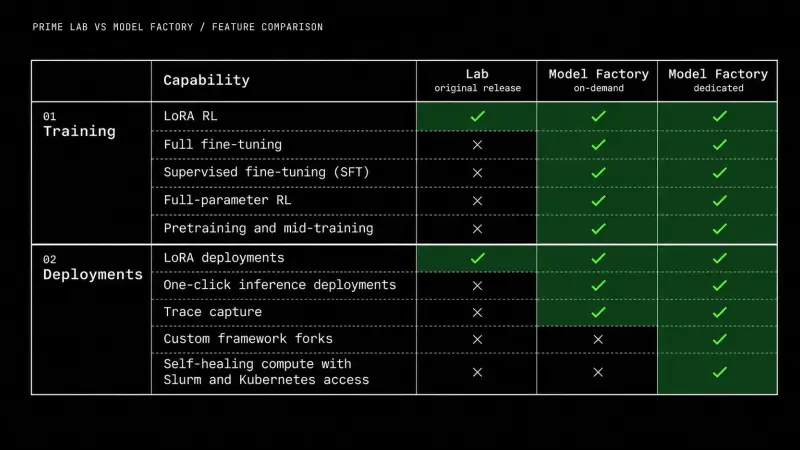 PRIME LAB VS MODEL FACTORY / FEATURE COMPARISON
Capability
Lab
original release
Model Factory
on-demand
Model Factory
dedicated
01
Training
LoRA RL ✓ ✓ ✓
Full fine-tuning × ✓ ✓
Supervised fine-tuning (SFT) × ✓ ✓
Full-parameter RL × ✓ ✓
Pretraining and mid-training × ✓ ✓
02
Deployments
LoRA deployments ✓ ✓ ✓
One-click inference deployments × ✓ ✓
Trace capture × ✓ ✓
Custom framework forks × × ✓
Self-healing compute with
Slurm and Kubernetes access × × ✓